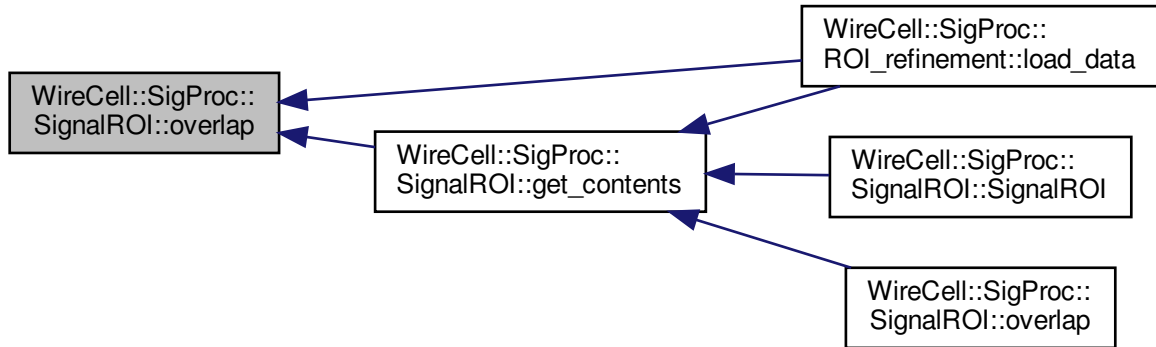 WireCell::SigProc::
SignalROI::overlap
WireCell::SigProc::
SignalROI::get_contents
WireCell::SigProc::
ROI_refinement::load_data
WireCell::SigProc::
SignalROI::SignalROI
WireCell::SigProc::
SignalROI::overlap